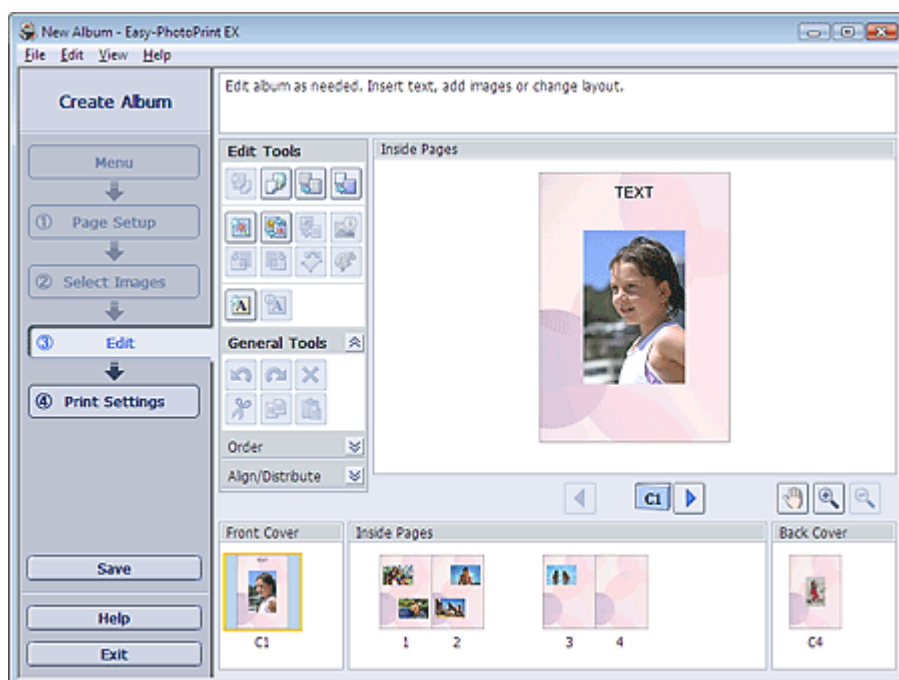 New Album - Easy-PhotoPrint EX
File Edit View Help
Create Album
Edit album as needed. Insert text, add images or change layout.
Menu
① Page Setup
② Select Images
③ Edit
④ Print Settings
Save
Help
Exit
Edit Tools
A A
General Tools
Order
Align/Distribute
Inside Pages
TEXT
C1
Front Cover
C1
Inside Pages
1 2 3 4
Back Cover
C4